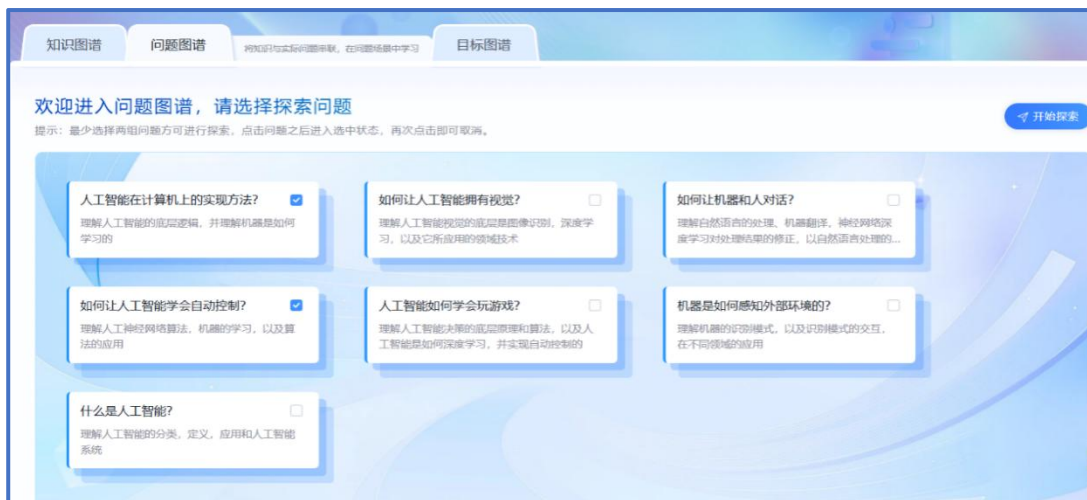 知识图谱
问题图谱
将知识与实际问题串联，在问题场景中学习
目标图谱
欢迎进入问题图谱，请选择探索问题
提示：最少选择两组问题方可进行探索，点击问题之后进入选中状态，再次点击即可取消。
开始探索
人工智能在计算机上的实现方法？
理解人工智能的底层逻辑，并理解机器是如何
学习的
如何让人工智能拥有视觉？
理解人工智能视觉的底层是图像识别，深度学
习，以及它所应用的领域技术
如何让机器和人对话？
理解自然语言的处理、机器翻译，神经网络深
度学习对处理结果的修正，以自然语言处理的...
如何让人工智能学会自动控制？
理解人工神经网络算法，机器的学习，以及算
法的应用
人工智能如何学会玩游戏？
理解人工智能决策的底层原理和算法，以及人
工智能是如何深度学习，并实现自动控制的
机器是如何感知外部环境的？
理解机器的识别模式，以及识别模式的交互，
在不同领域的应用
什么是人工智能？
理解人工智能的分类，定义，应用和人工智能
系统